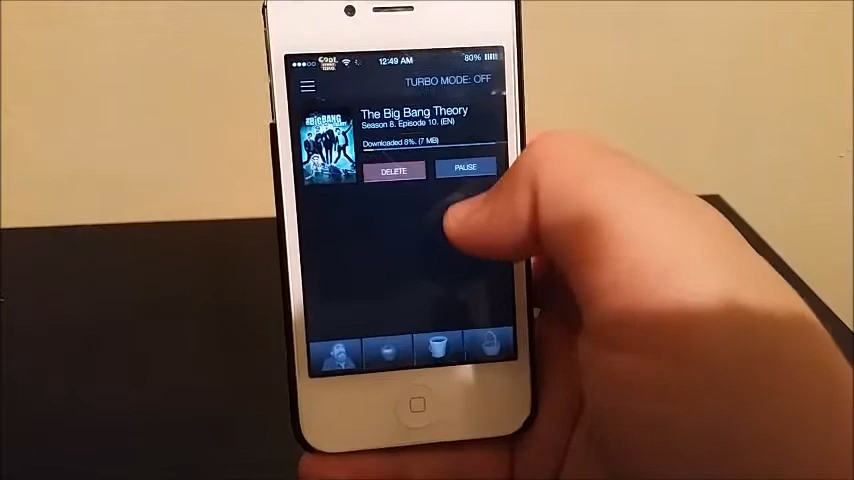 12:49 AM
80%
TURBO MODE: OFF
The Big Bang Theory
Season 8. Episode 10. (EN)
Downloaded 8%. (7 MB)
DELETE
PAUSE